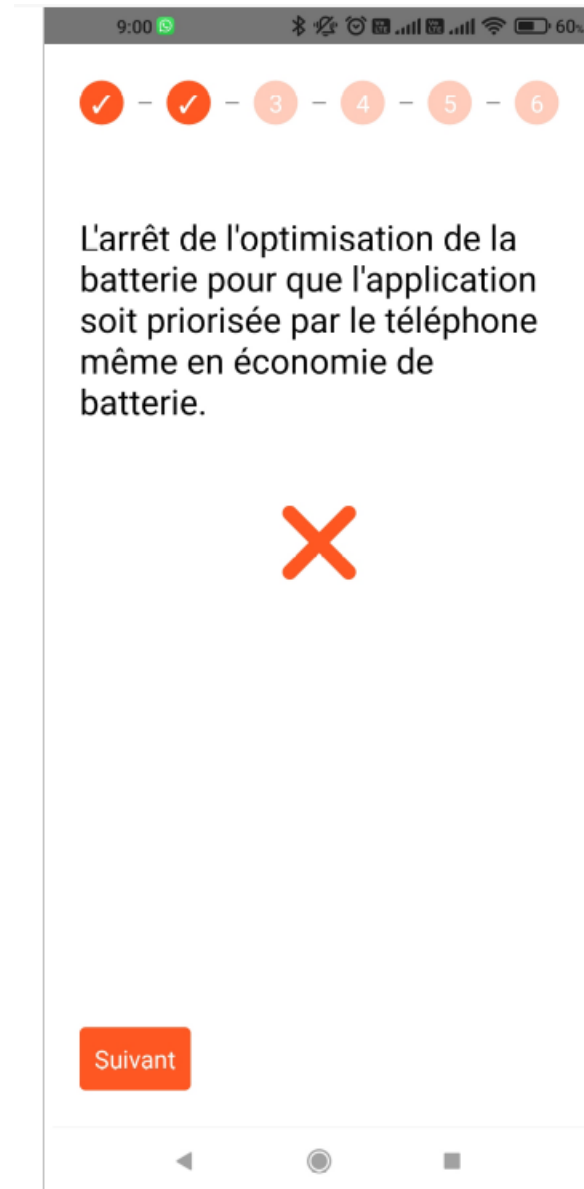 9:00 60%
✓ - ✓ - 3 - 4 - 5 - 6
L'arrêt de l'optimisation de la
batterie pour que l'application
soit priorisée par le téléphone
même en économie de
batterie.
Suivant